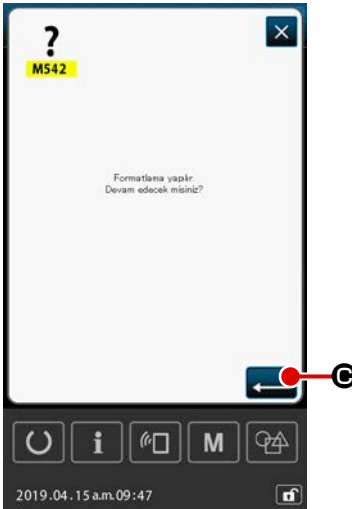 ?
M542
Formatlama yapılır.
Devam edecek misiniz?
C
i
M
2019.04.15 a.m.09:47